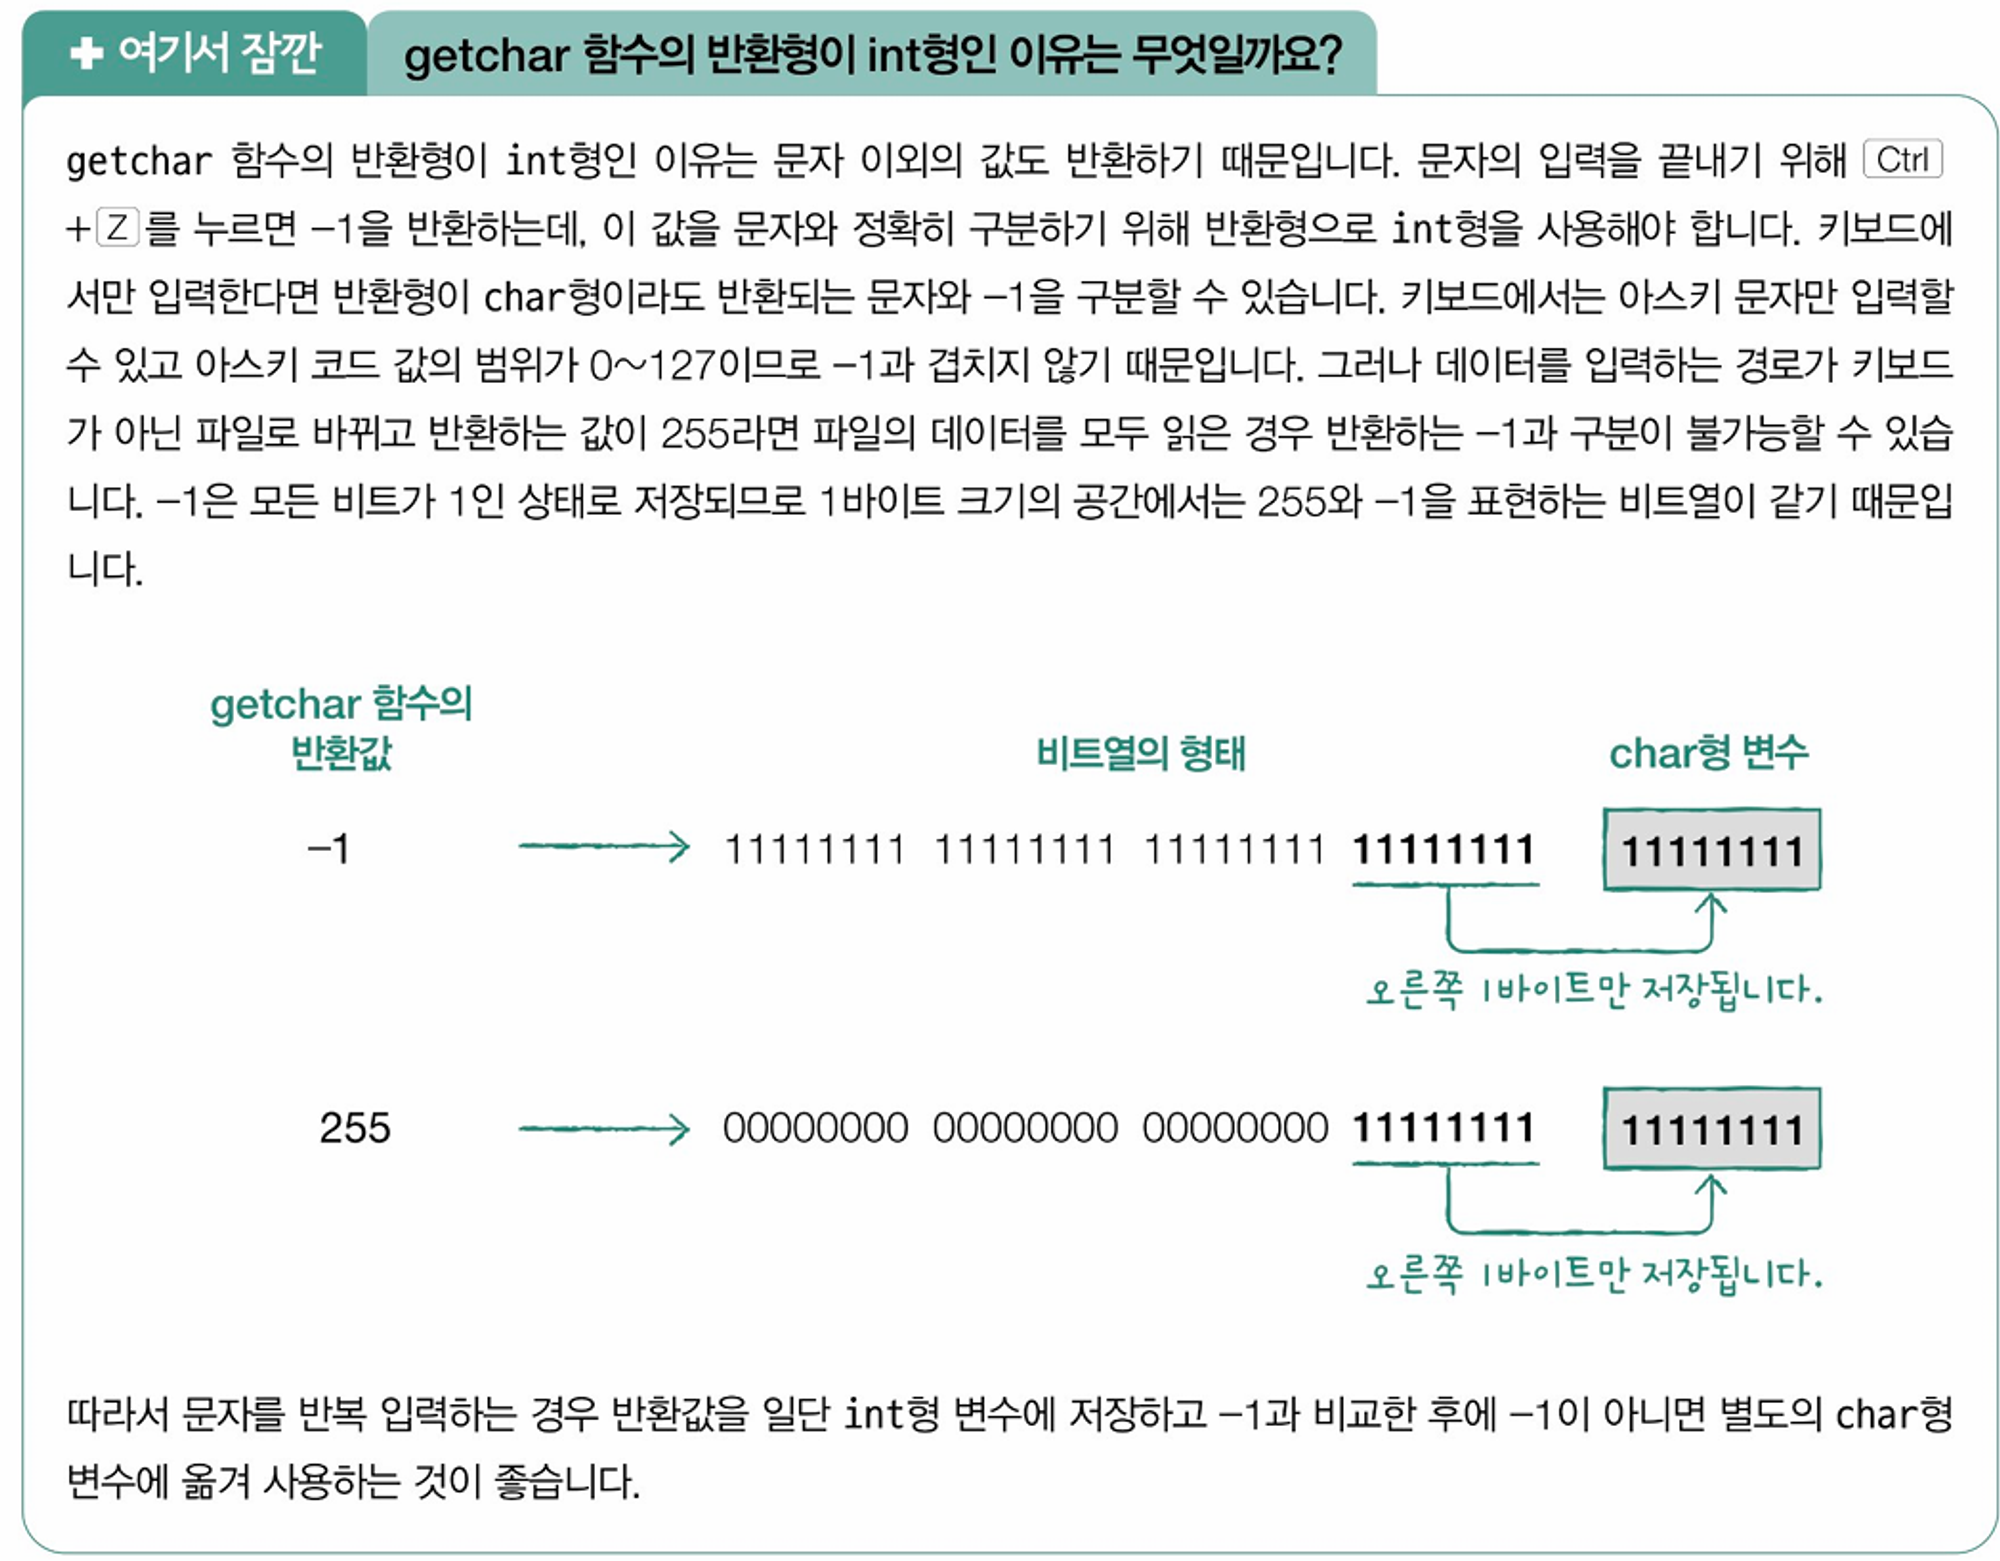 + 여기서 잠깐 getchar 함수의 반환형이 int형인 이유는 무엇일까요?
getchar 함수의 반환형이 int형인 이유는 문자 이외의 값도 반환하기 때문입니다. 문자의 입력을 끝내기 위해 Ctrl
+Z를 누르면 –1을 반환하는데, 이 값을 문자와 정확히 구분하기 위해 반환형으로 int형을 사용해야 합니다. 키보드에
서만 입력한다면 반환형이 char형이라도 반환되는 문자와 –1을 구분할 수 있습니다. 키보드에서는 아스키 문자만 입력할
수 있고 아스키 코드 값의 범위가 0~127이므로 –1과 겹치지 않기 때문입니다. 그러나 데이터를 입력하는 경로가 키보드
가 아닌 파일로 바뀌고 반환하는 값이 255라면 파일의 데이터를 모두 읽은 경우 반환하는 –1과 구분이 불가능할 수 있습
니다. –1은 모든 비트가 1인 상태로 저장되므로 1바이트 크기의 공간에서는 255와 –1을 표현하는 비트열이 같기 때문입
니다.
getchar 함수의
반환값
비트열의 형태
char형 변수
–1 11111111 11111111 11111111 11111111 11111111
오른쪽 1바이트만 저장됩니다.
255 00000000 00000000 00000000 11111111 11111111
오른쪽 1바이트만 저장됩니다.
따라서 문자를 반복 입력하는 경우 반환값을 일단 int형 변수에 저장하고 –1과 비교한 후에 –1이 아니면 별도의 char형
변수에 옮겨 사용하는 것이 좋습니다.